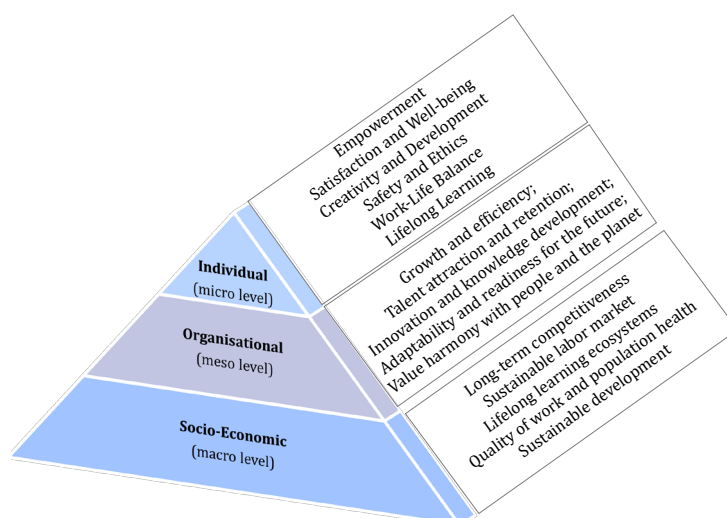 Empowerment
Satisfaction and Well-being
Creativity and Development
Safety and Ethics
Work-Life Balance
Lifelong Learning
Growth and efficiency;
Talent attraction and retention;
Innovation and knowledge development;
Adaptability and readiness for the future;
Value harmony with people and the planet
Long-term competitiveness
Sustainable labor market
Lifelong learning ecosystems
Quality of work and population health
Sustainable development
Individual
(micro level)
Organisational
(meso level)
Socio-Economic
(macro level)